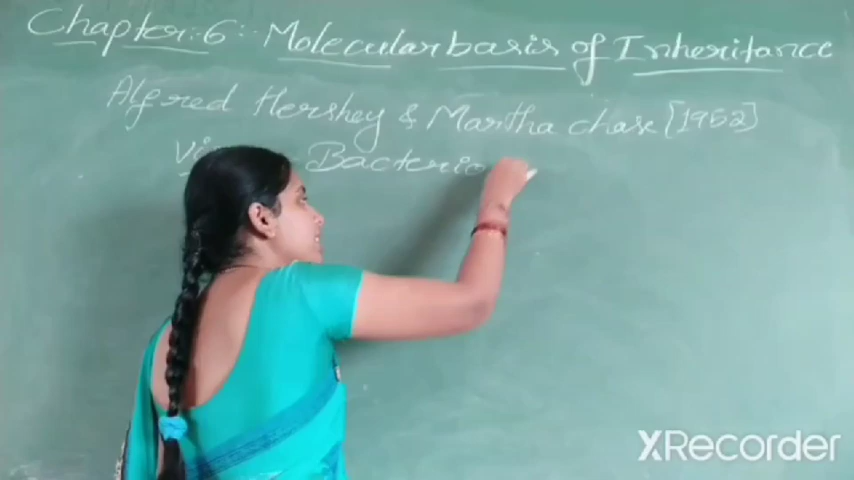 Chapter:-6:- Molecular basis of Inheritance
Alfred Hershey & Martha chase [1952]
Bacterio
XRecorder